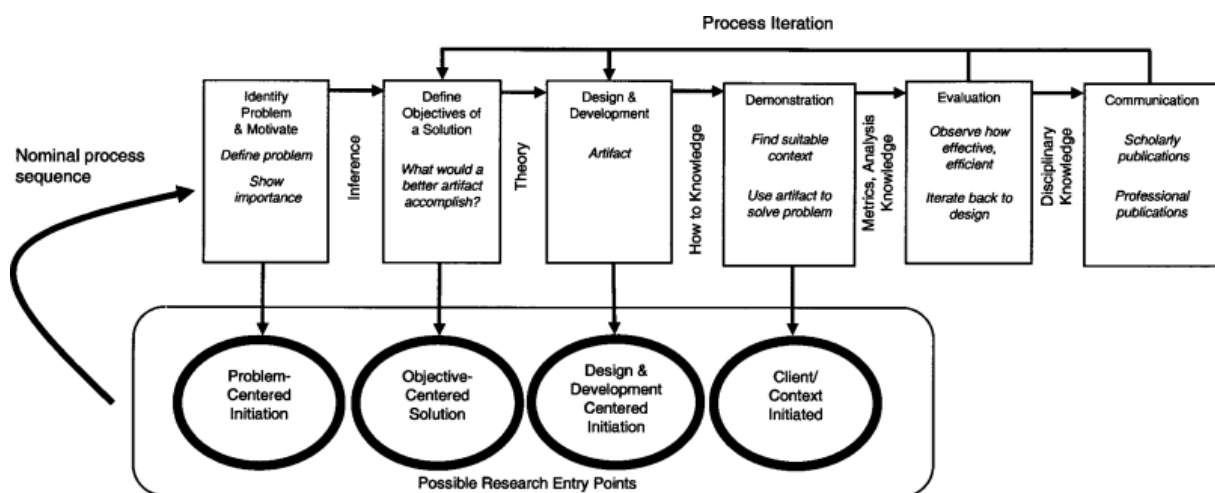 Process Iteration
Nominal process
sequence
Identify
Problem
& Motivate
Define problem
Show
importance
Inference
Define
Objectives of
a Solution
What would a
better artifact
accomplish?
Theory
Design &
Development
Artifact
How to Knowledge
Demonstration
Find suitable
context
Use artifact to
solve problem
Metrics, Analysis
Knowledge
Evaluation
Observe how
effective,
efficient
Iterate back to
design
Disciplinary
Knowledge
Communication
Scholarly
publications
Professional
publications
Problem-
Centered
Initiation
Objective-
Centered
Solution
Design &
Development
Centered
Initiation
Client/
Context
Initiated
Possible Research Entry Points